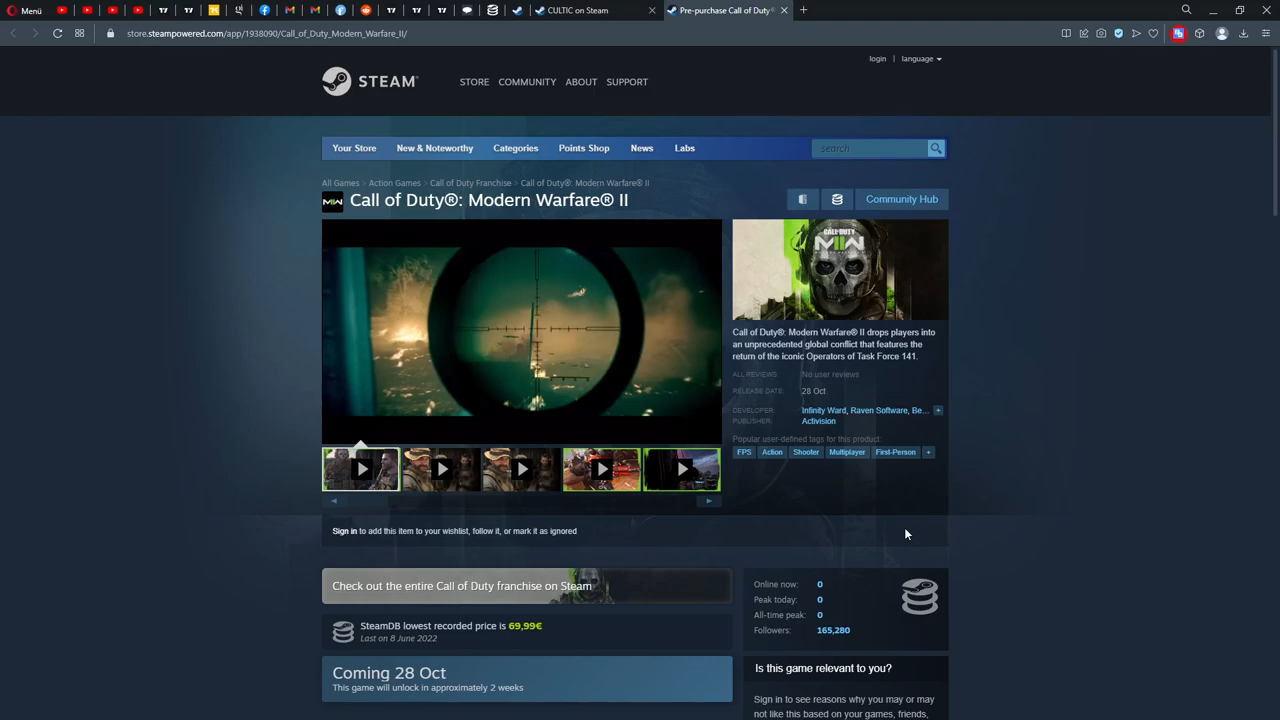 Menü
CULTIC on Steam
Pre-purchase Call of Duty®
store.steampowered.com/app/1938090/Call_of_Duty_Modern_Warfare_II/
login | language
STEAM®
STORE COMMUNITY ABOUT SUPPORT
Your Store New & Noteworthy Categories Points Shop News Labs
search
All Games > Action Games > Call of Duty Franchise > Call of Duty®: Modern Warfare® II
Call of Duty®: Modern Warfare® II
Community Hub
CALL OF DUTY
MWII
Call of Duty®: Modern Warfare® II drops players into
an unprecedented global conflict that features the
return of the iconic Operators of Task Force 141.
ALL REVIEWS: No user reviews
RELEASE DATE: 28 Oct
DEVELOPER: Infinity Ward, Raven Software, Be... +
PUBLISHER: Activision
Popular user-defined tags for this product:
FPS Action Shooter Multiplayer First-Person +
Sign in to add this item to your wishlist, follow it, or mark it as ignored
Check out the entire Call of Duty franchise on Steam
Online now: 0
Peak today: 0
All-time peak: 0
Followers: 165,280
SteamDB lowest recorded price is 69,99€
Last on 8 June 2022
Coming 28 Oct
This game will unlock in approximately 2 weeks
Is this game relevant to you?
Sign in to see reasons why you may or may
not like this based on your games, friends,